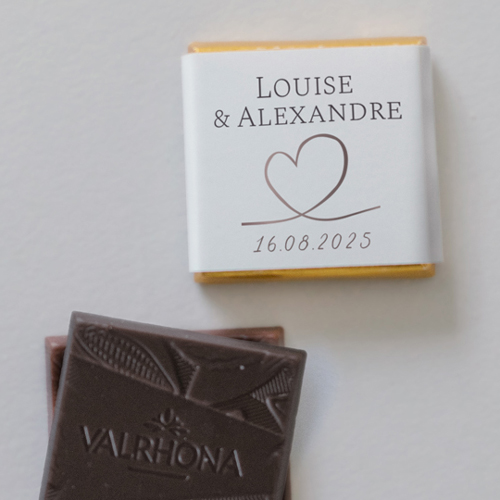 LOUISE
& ALEXANDRE
16.08.2025
VALRHONA